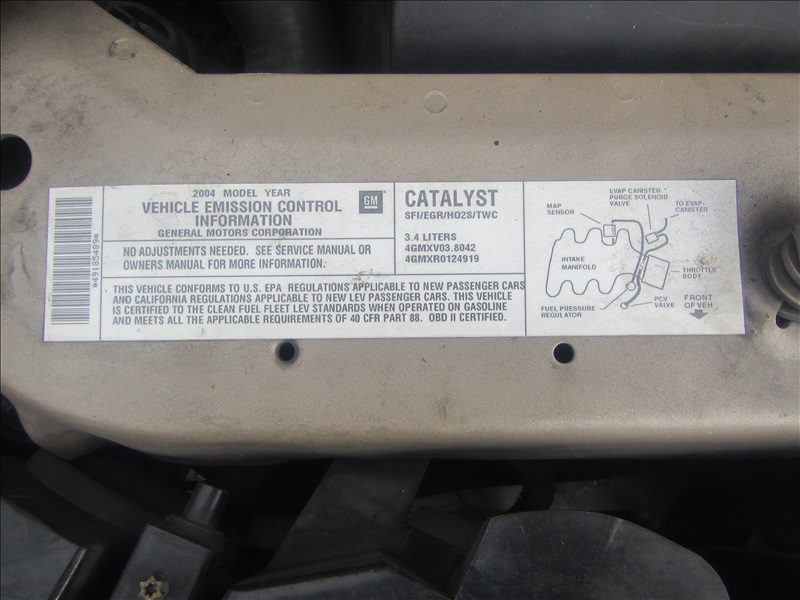 *49185489*
2004 MODEL YEAR
VEHICLE EMISSION CONTROL
INFORMATION
GENERAL MOTORS CORPORATION
GM
NO ADJUSTMENTS NEEDED. SEE SERVICE MANUAL OR
OWNERS MANUAL FOR MORE INFORMATION.
CATALYST
SFI/EGR/HO2S/TWC
3.4 LITERS
4GMXV03.8042
4GMXR0124919
THIS VEHICLE CONFORMS TO U.S. EPA REGULATIONS APPLICABLE TO NEW PASSENGER CARS
AND CALIFORNIA REGULATIONS APPLICABLE TO NEW LEV PASSENGER CARS. THIS VEHICLE
IS CERTIFIED TO THE CLEAN FUEL FLEET LEV STANDARDS WHEN OPERATED ON GASOLINE
AND MEETS ALL THE APPLICABLE REQUIREMENTS OF 40 CFR PART 88. OBD II CERTIFIED.
MAP
SENSOR
EVAP CANISTER
PURGE SOLENOID
VALVE
TO EVAP-
CANISTER
INTAKE
MANIFOLD
THROTTLE
BODY
FUEL PRESSURE
REGULATOR
PCV
VALVE
FRONT
OF VEH